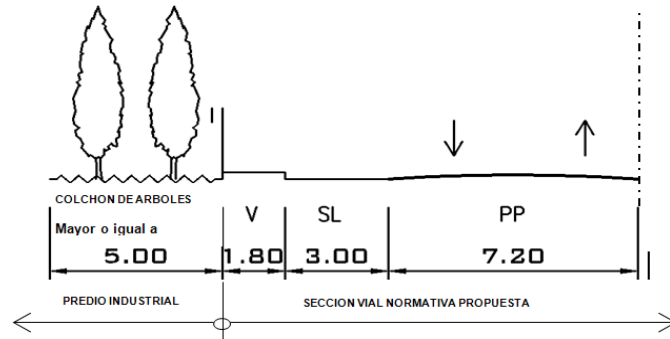 COLCHON DE ARBOLES
Mayor o igual a
V
SL
PP
5.00
1.80
3.00
7.20
PREDIO INDUSTRIAL
SECCION VIAL NORMATIVA PROPUESTA